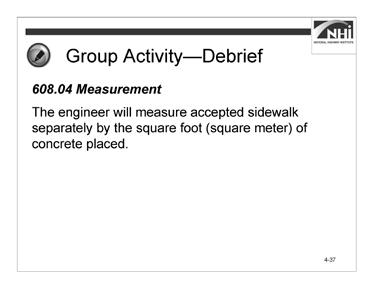 NHI
NATIONAL HIGHWAY INSTITUTE
Group Activity—Debrief
608.04 Measurement
The engineer will measure accepted sidewalk
separately by the square foot (square meter) of
concrete placed.
4-37